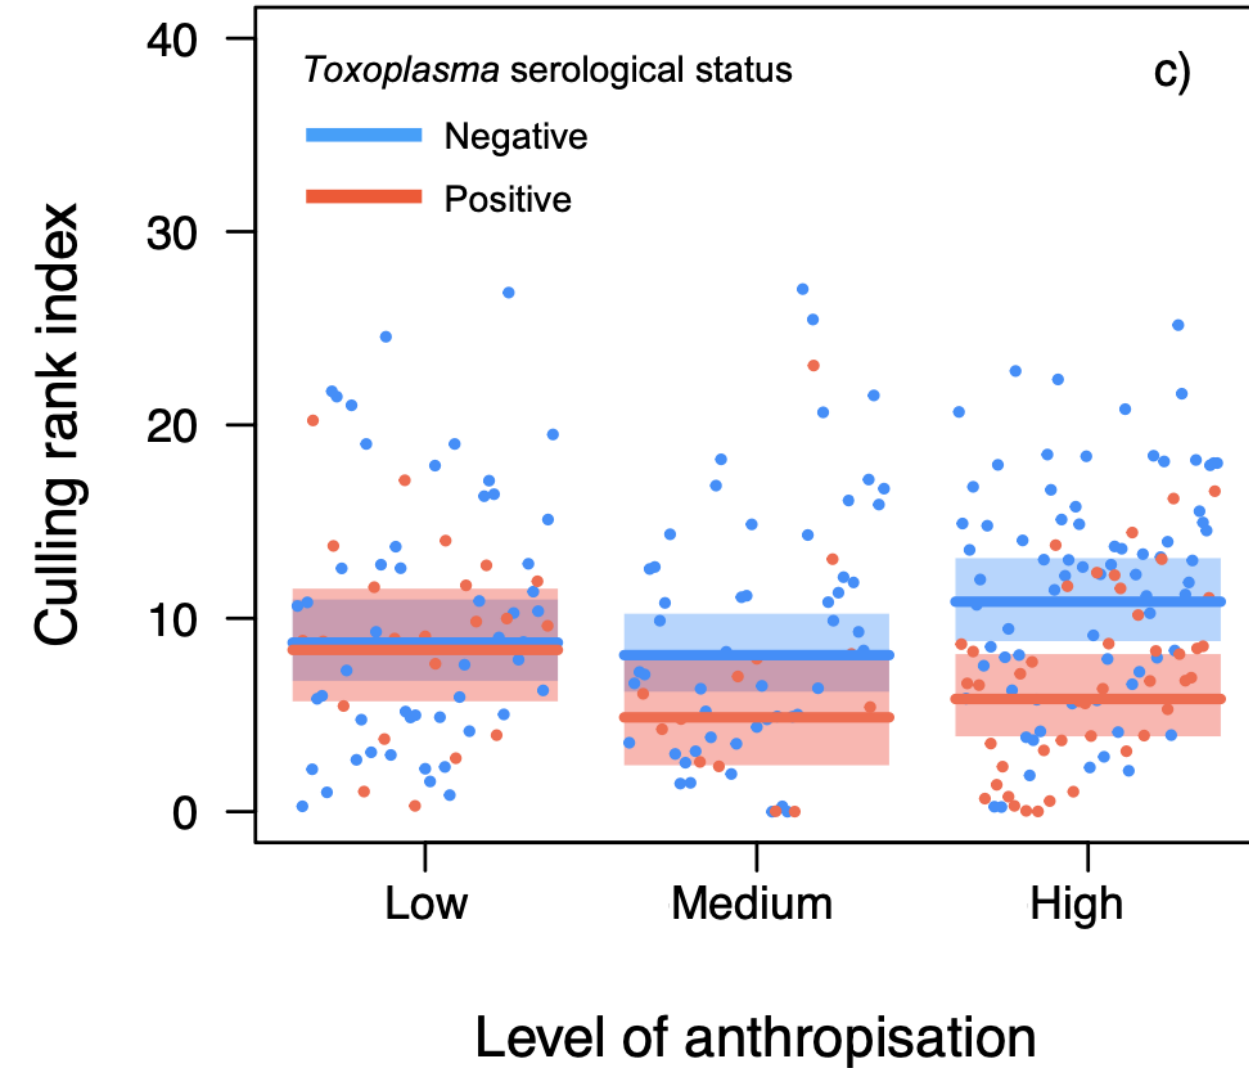 40
Toxoplasma serological status
c)
Negative
Positive
30
20
10
0
Culling rank index
Low
Medium
High
Level of anthropisation